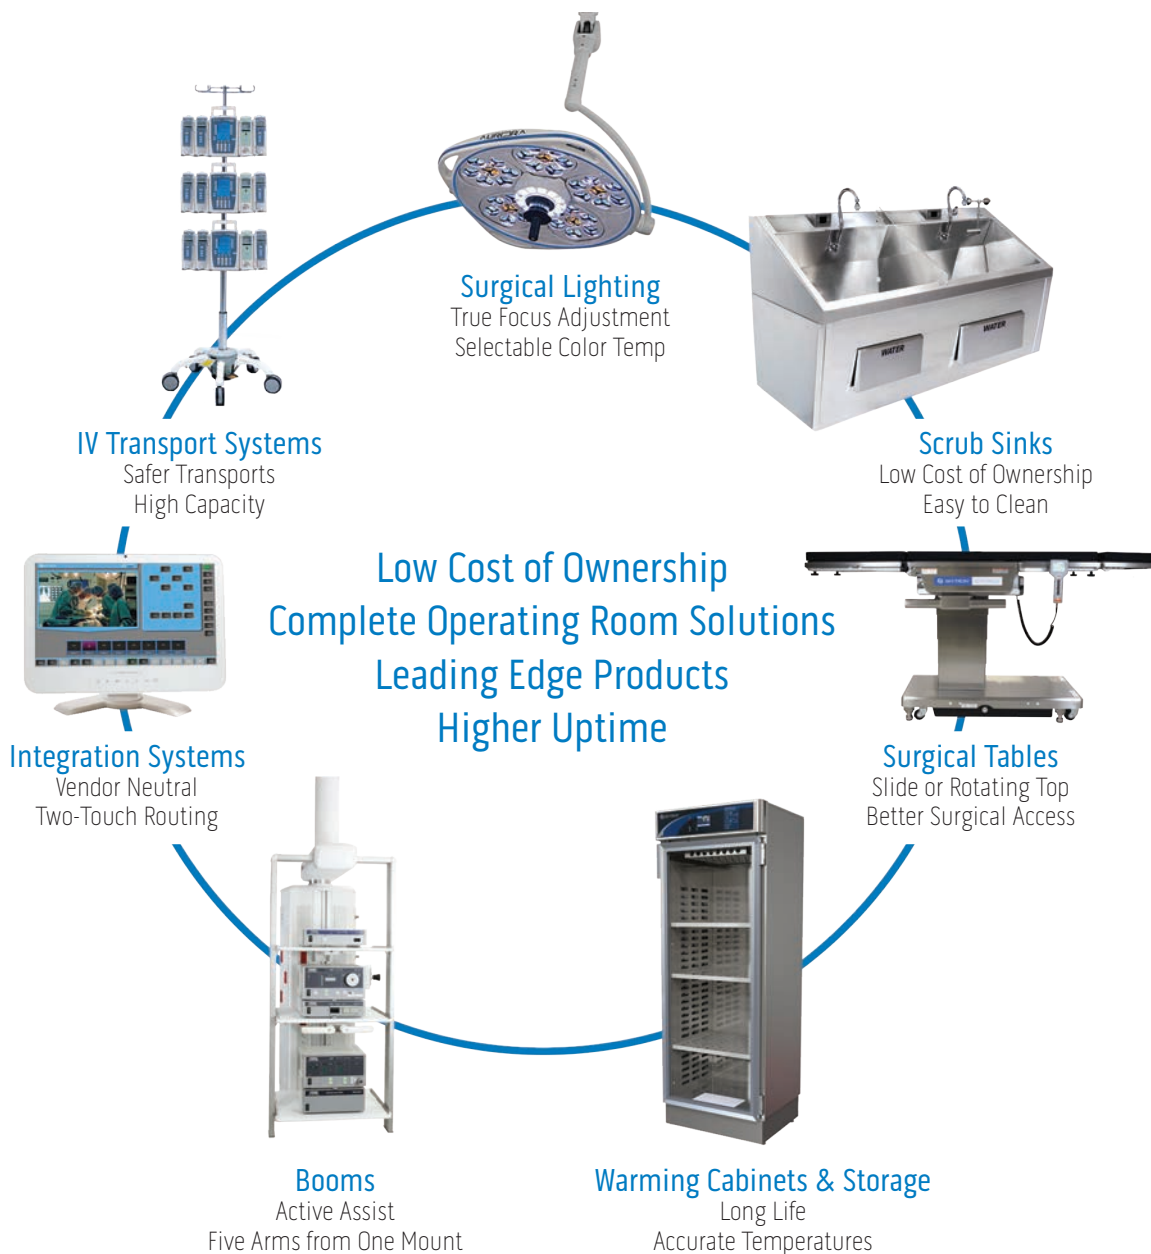 AURORA
Surgical Lighting
True Focus Adjustment
Selectable Color Temp
WATER
WATER
IV Transport Systems
Safer Transports
High Capacity
Scrub Sinks
Low Cost of Ownership
Easy to Clean
Low Cost of Ownership
Complete Operating Room Solutions
Leading Edge Products
Higher Uptime
Integration Systems
Vendor Neutral
Two-Touch Routing
Surgical Tables
Slide or Rotating Top
Better Surgical Access
Booms
Active Assist
Five Arms from One Mount
Warming Cabinets & Storage
Long Life
Accurate Temperatures